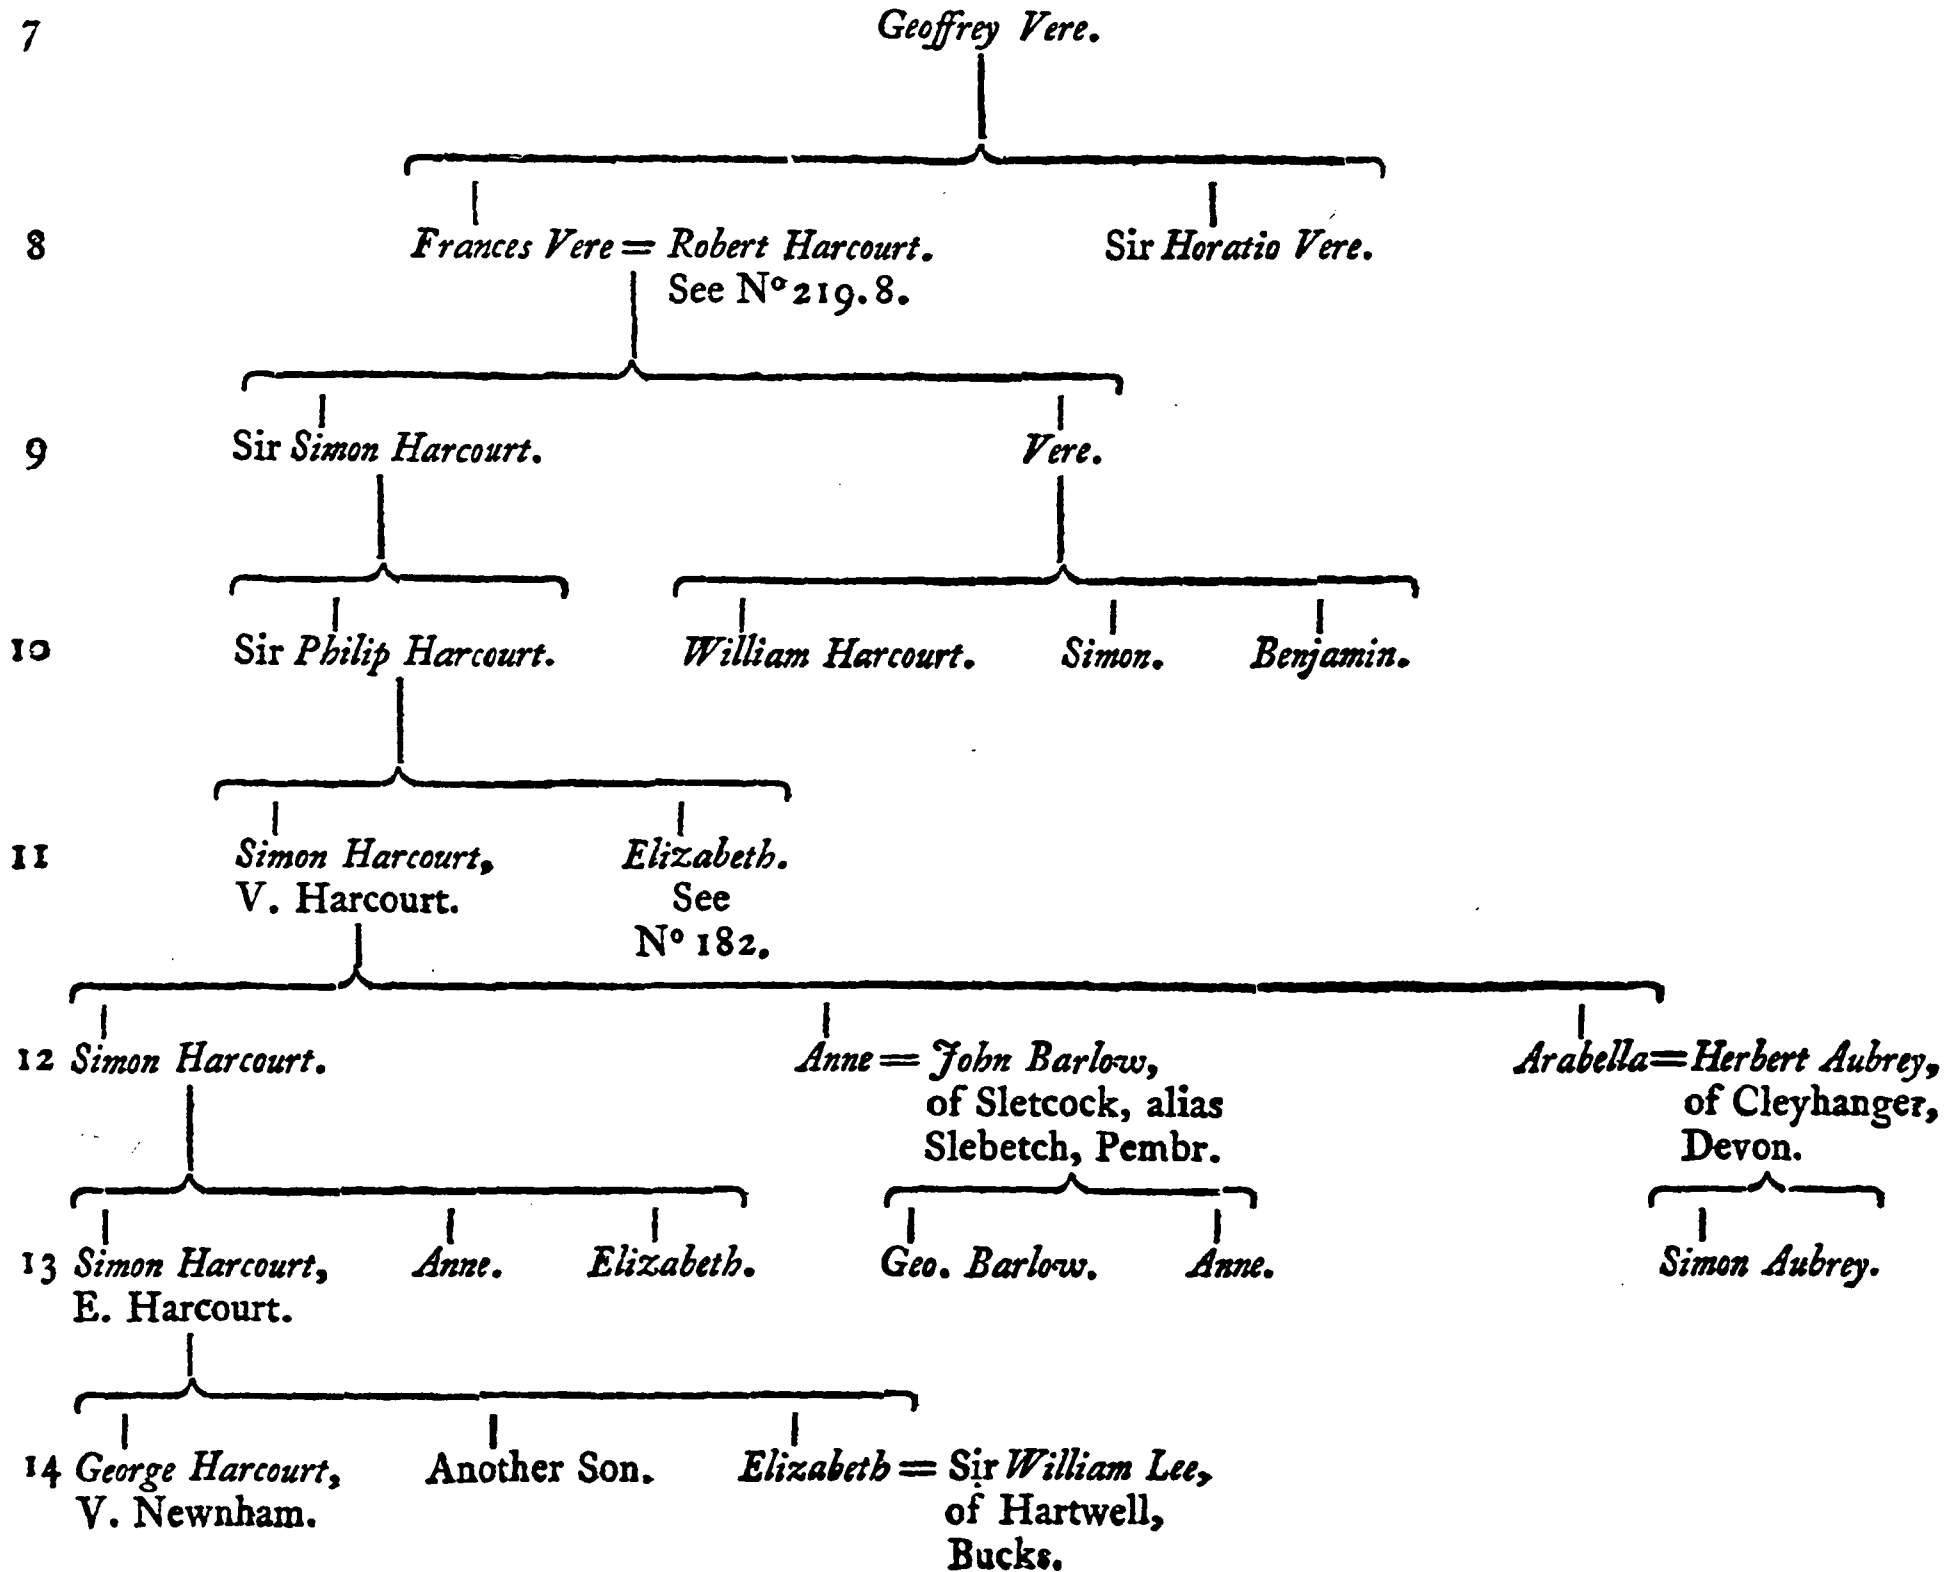 7 Geoffrey Vere.
8 Frances Vere = Robert Harcourt. Sir Horatio Vere.
See Nº 219. 8.
9 Sir Simon Harcourt. Vere.
10 Sir Philip Harcourt. William Harcourt. Simon. Benjamin.
11 Simon Harcourt, Elizabeth.
V. Harcourt. See
Nº 182.
12 Simon Harcourt. Anne = John Barlow, Arabella = Herbert Aubrey,
of Sletcock, alias of Cleyhanger,
Slebetch, Pembr. Devon.
13 Simon Harcourt, Anne. Elizabeth. Geo. Barlow. Anne. Simon Aubrey.
E. Harcourt.
14 George Harcourt, Another Son. Elizabeth = Sir William Lee,
V. Newnham. of Hartwell,
Bucks.